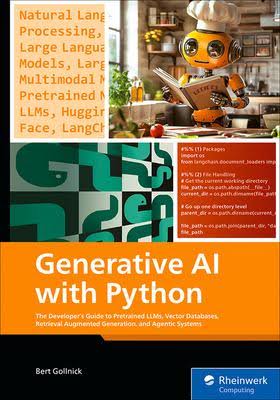 Natural Lang
Processing,
Large Langua
Models, Larg
Multimodal M
Pretrained M
LLMs, Huggin
Face, LangCh
#%% (1) Packages
import os
from langchain.document_loaders imp
#%% (2) File Handling
# Get the current working directory
file_path = os.path.abspath(__file__)
current_dir = os.path.dirname(file_path)
# Go up one directory level
parent_dir = os.path.dirname(current_
file_path = os.path.join(parent_dir, "da
file_path
Generative AI
with Python
The Developer's Guide to Pretrained LLMs, Vector Databases,
Retrieval Augmented Generation, and Agentic Systems
Bert Gollnick
Rheinwerk
Computing